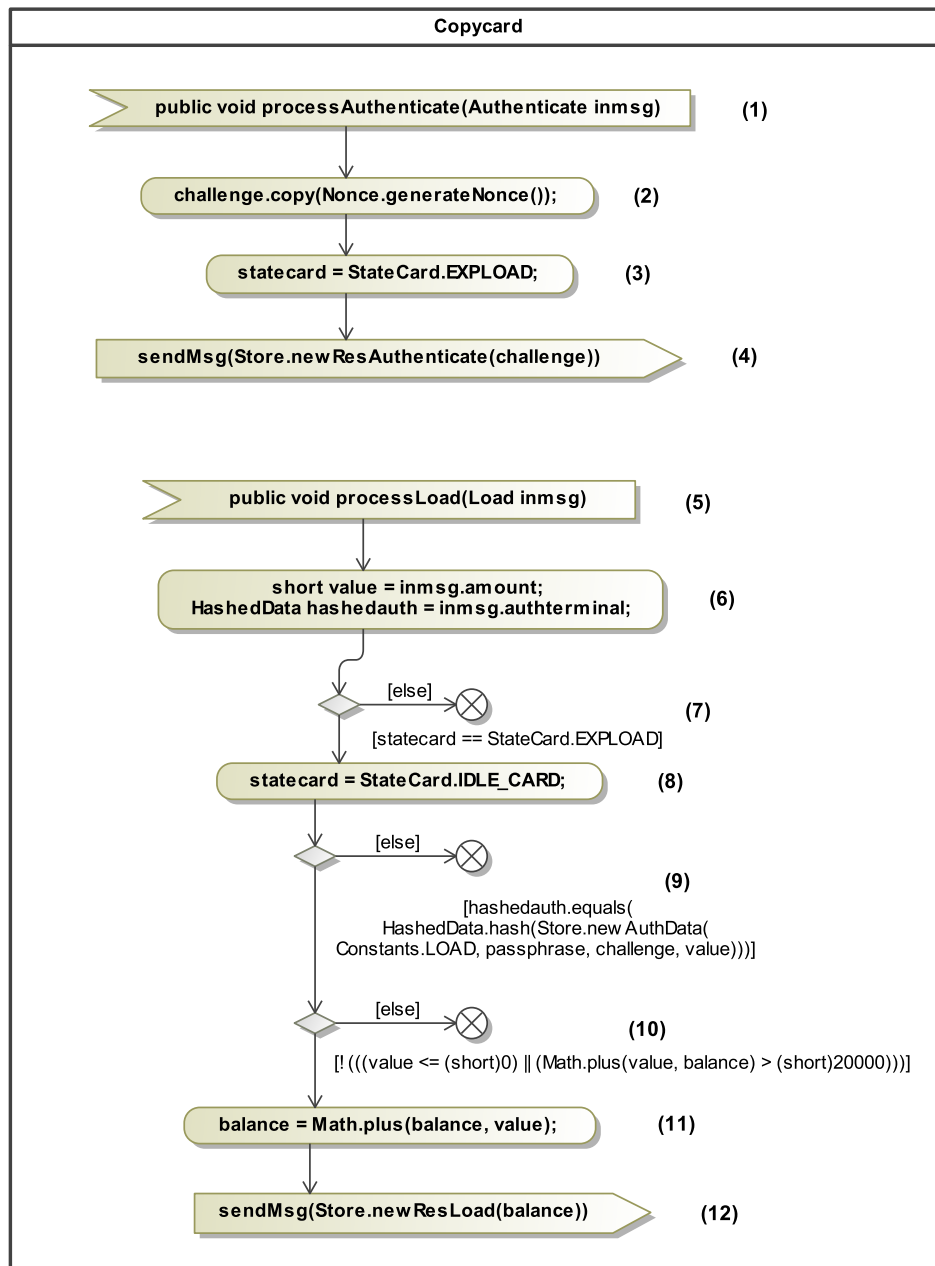 Copycard
public void processAuthenticate(Authenticate inmsg)
(1)
challenge.copy(Nonce.generateNonce());
(2)
statecard = StateCard.EXPLOAD;
(3)
sendMsg(Store.newResAuthenticate(challenge))
(4)
public void processLoad(Load inmsg)
(5)
short value = inmsg.amount;
HashedData hashedauth = inmsg.authterminal;
(6)
[else]
(7)
[statecard == StateCard.EXPLOAD]
statecard = StateCard.IDLE_CARD;
(8)
[else]
(9)
[hashedauth.equals(
HashedData.hash(Store.new AuthData(
Constants.LOAD, passphrase, challenge, value)))]
[else]
(10)
[! (((value <= (short)0) || (Math.plus(value, balance) > (short)20000)))]
balance = Math.plus(balance, value);
(11)
sendMsg(Store.newResLoad(balance))
(12)